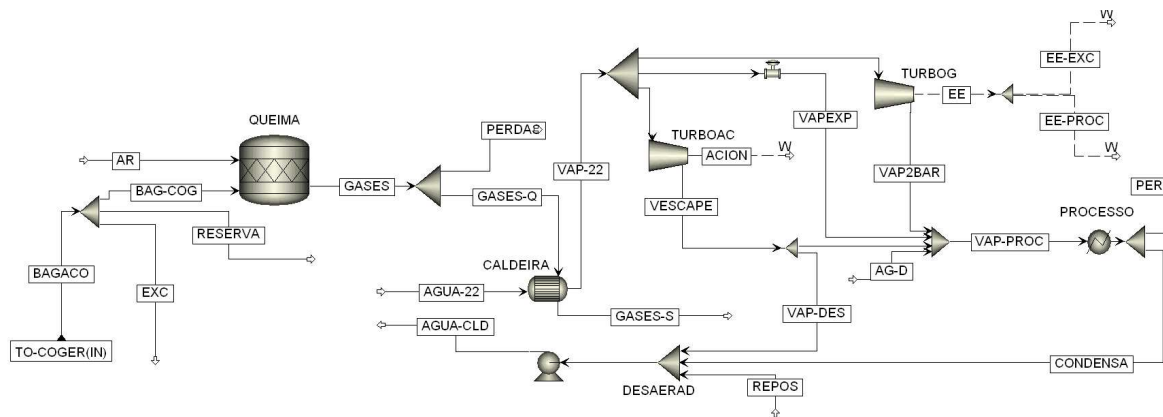 W
EE-EXC
TURBOG
EE
QUEIMA
VAPEXP
EE-PROC
PERDAS
TURBOAC
AR
VAP-22
ACION
W
W
BAG-COG
GASES
VAP2BAR
PER
GASES-Q
VESCAPE
PROCESSO
RESERVA
VAP-PROC
CALDEIRA
BAGACO
EXC
AG-D
AGUA-22
GASES-S
VAP-DES
AGUA-CLD
TO-COGER(IN)
CONDENSA
DESAERAD
REPOS